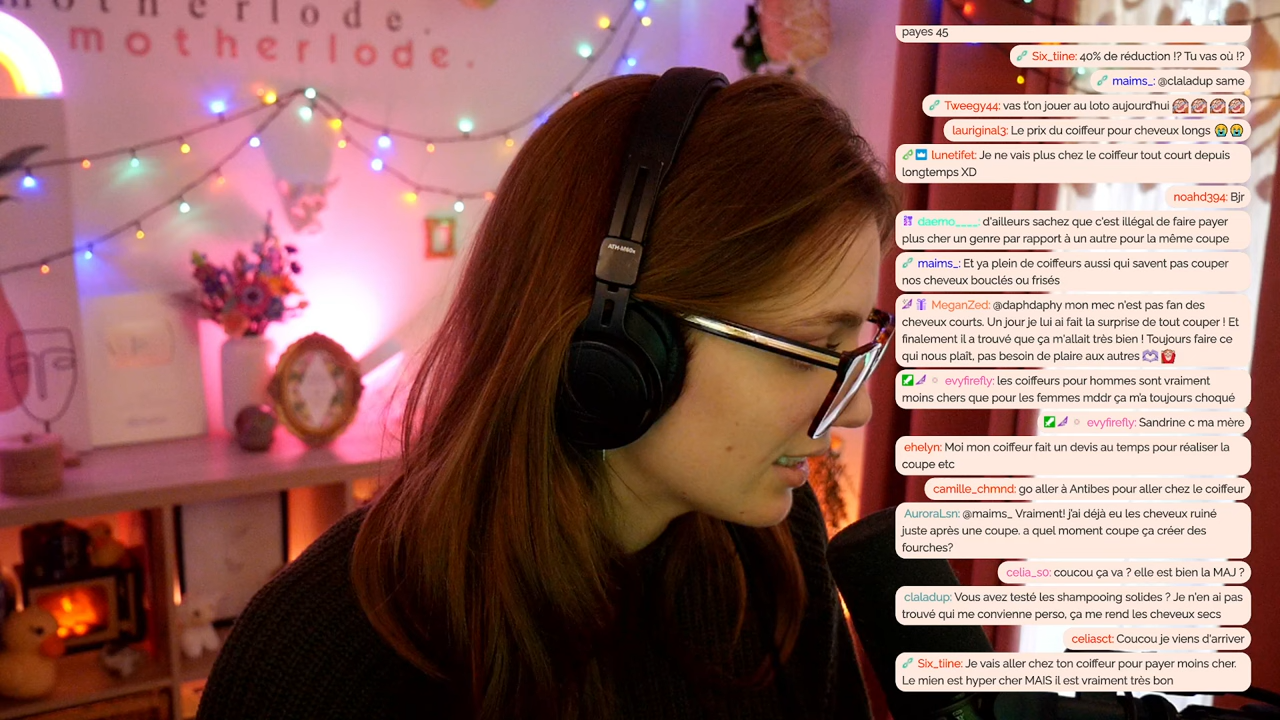 motherlode.
motherlode.
ATH-M60x
payes 45
Six_tiine: 40% de réduction !? Tu vas où !?
maims_: @claladup same
Tweegy44: vas t'on jouer au loto aujourd'hui
lauriginal3: Le prix du coiffeur pour cheveux longs 😭😭
lunetifet: Je ne vais plus chez le coiffeur tout court depuis
longtemps XD
noahd394: Bjr
daemo____: d'ailleurs sachez que c'est illégal de faire payer
plus cher un genre par rapport à un autre pour la même coupe
maims_: Et ya plein de coiffeurs aussi qui savent pas couper
nos cheveux bouclés ou frisés
MeganZed: @daphdaphy mon mec n'est pas fan des
cheveux courts. Un jour je lui ai fait la surprise de tout couper ! Et
finalement il a trouvé que ça m'allait très bien ! Toujours faire ce
qui nous plaît, pas besoin de plaire aux autres
evyfirefly: les coiffeurs pour hommes sont vraiment
moins chers que pour les femmes mddr ça m'a toujours choqué
evyfirefly: Sandrine c ma mère
ehelyn: Moi mon coiffeur fait un devis au temps pour réaliser la
coupe etc
camille_chmnd: go aller à Antibes pour aller chez le coiffeur
AuroraLsn: @maims_ Vraiment! j'ai déjà eu les cheveux ruiné
juste après une coupe. a quel moment coupe ça créer des
fourches?
celia_s0: coucou ça va ? elle est bien la MAJ ?
claladup: Vous avez testé les shampooing solides ? Je n'en ai pas
trouvé qui me convienne perso, ça me rend les cheveux secs
celiasct: Coucou je viens d'arriver
Six_tiine: Je vais aller chez ton coiffeur pour payer moins cher.
Le mien est hyper cher MAIS il est vraiment très bon